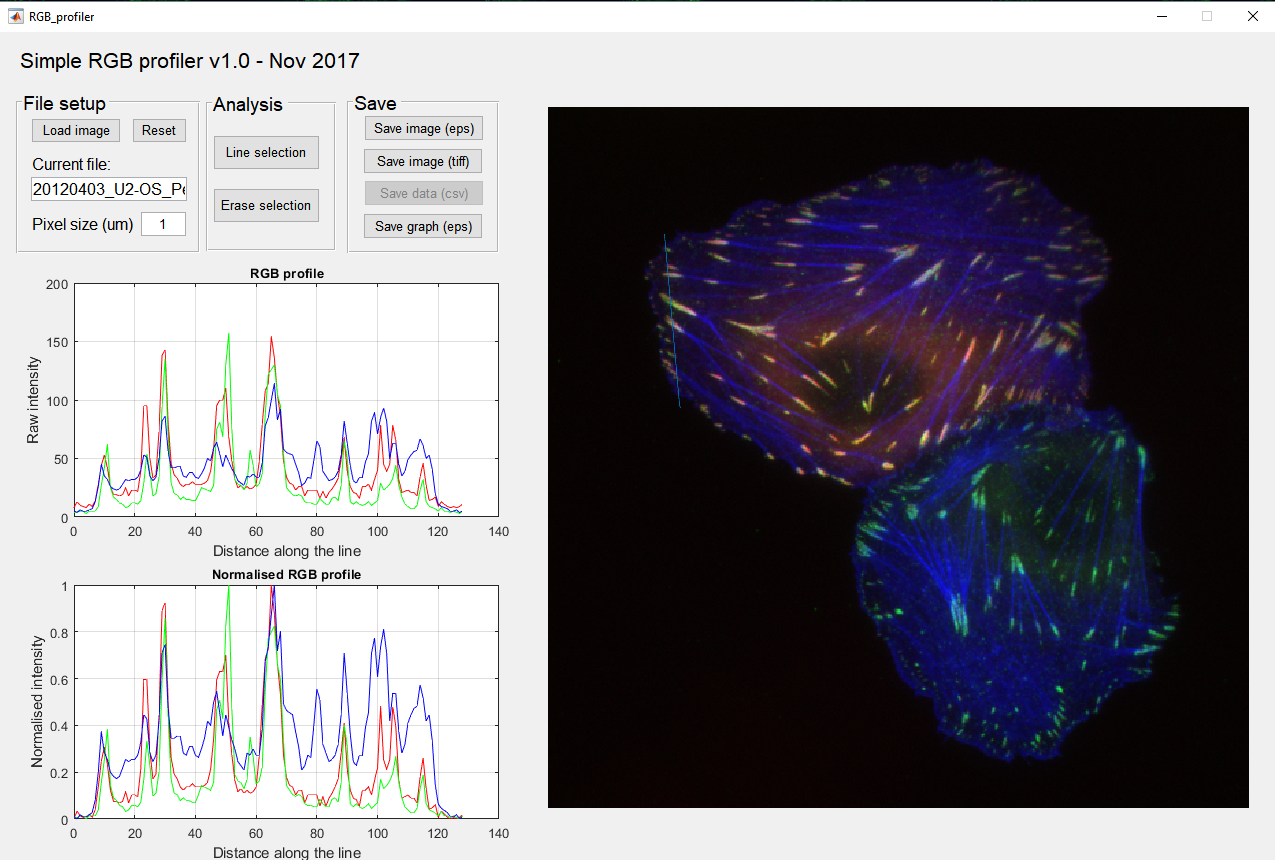 RGB_profiler
Simple RGB profiler v1.0 - Nov 2017
File setup
Load image Reset
Current file:
20120403_U2-OS_Pe
Pixel size (um) 1
Analysis
Line selection
Erase selection
Save
Save image (eps)
Save image (tiff)
Save data (csv)
Save graph (eps)
RGB profile
200
150
100
50
0
Raw intensity
0 20 40 60 80 100 120 140
Distance along the line
Normalised RGB profile
1
0.8
0.6
0.4
0.2
0
Normalised intensity
0 20 40 60 80 100 120 140
Distance along the line